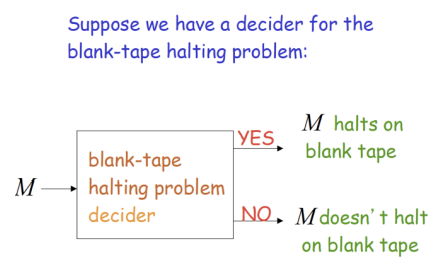 Suppose we have a decider for the
blank-tape halting problem:
M
blank-tape
halting problem
decider
YES
M halts on
blank tape
NO
M doesn't halt
on blank tape